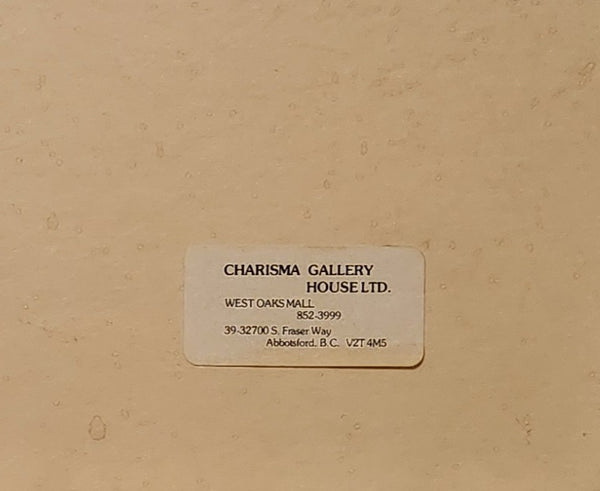 CHARISMA GALLERY
HOUSE LTD.
WEST OAKS MALL
852-3999
39-32700 S. Fraser Way
Abbotsford, B.C. V2T 4M5